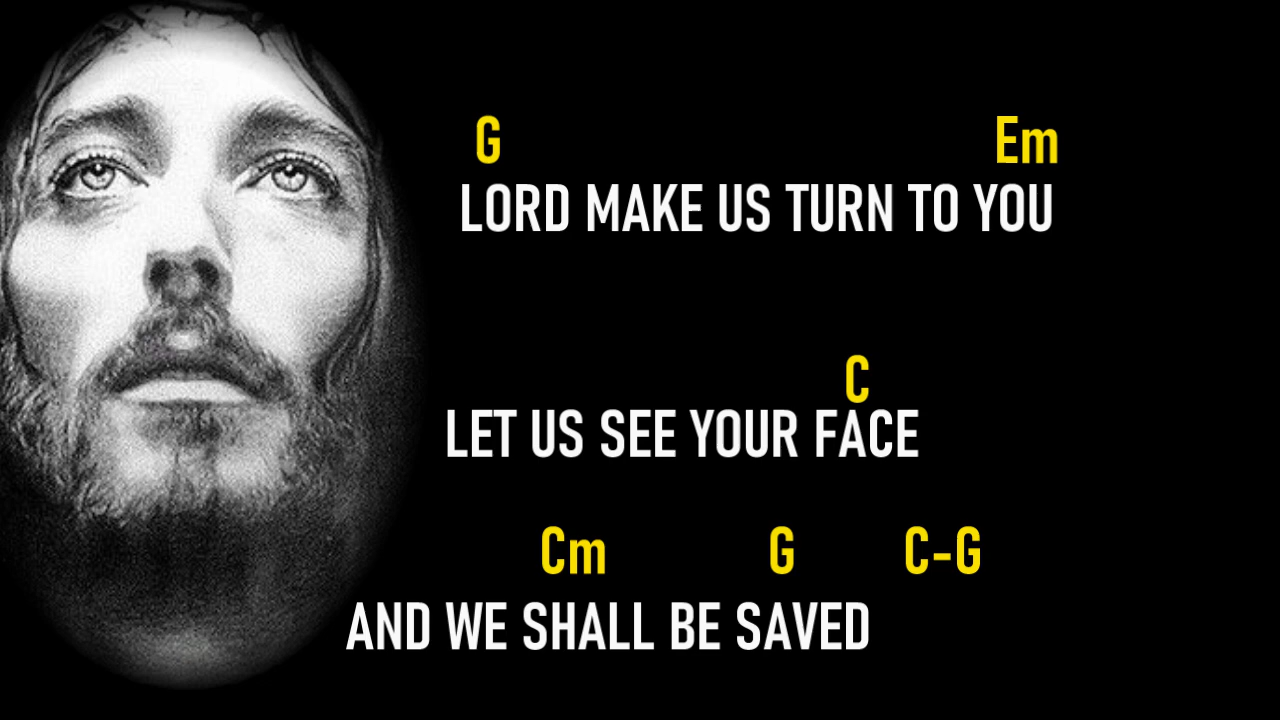 G Em
LORD MAKE US TURN TO YOU
C
LET US SEE YOUR FACE
Cm G C-G
AND WE SHALL BE SAVED